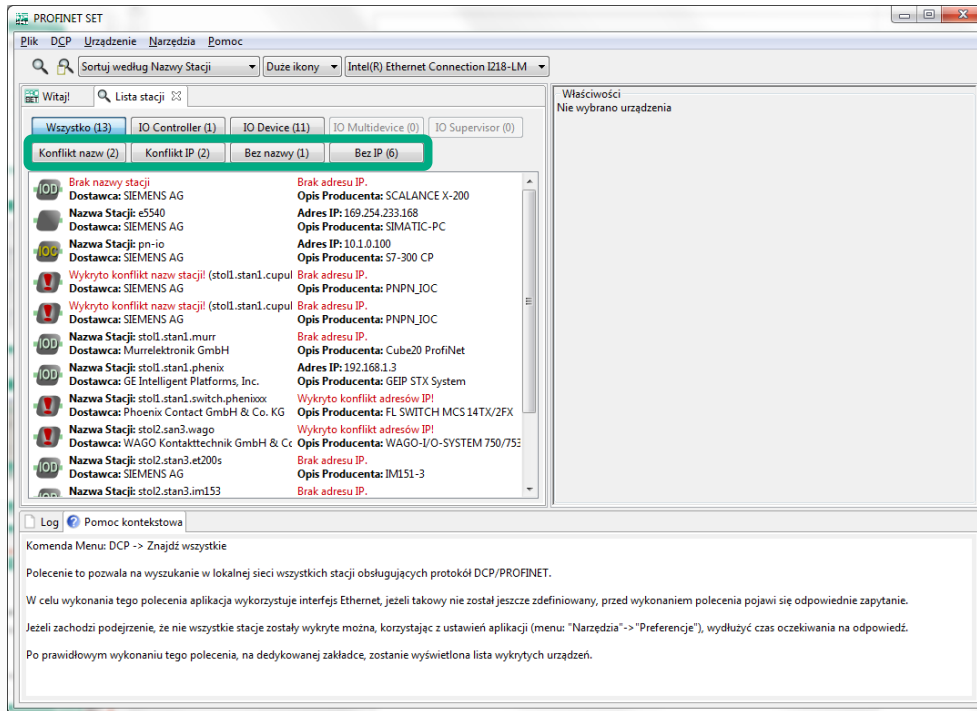 PROFINET SET
Plik DCP Urządzenie Narzędzia Pomoc
Sortuj według Nazwy Stacji Duże ikony Intel(R) Ethernet Connection I218-LM
Witaj! Lista stacji
Wszystko (13) IO Controller (1) IO Device (11) IO Multidevice (0) IO Supervisor (0)
Konflikt nazw (2) Konflikt IP (2) Bez nazwy (1) Bez IP (6)
Brak nazwy stacji Brak adresu IP.
IOD
Dostawca: SIEMENS AG Opis Producenta: SCALANCE X-200
Nazwa Stacji: e5540 Adres IP: 169.254.233.168
Dostawca: SIEMENS AG Opis Producenta: SIMATIC-PC
Nazwa Stacji: pn-io Adres IP: 10.1.0.100
IOC
Dostawca: SIEMENS AG Opis Producenta: S7-300 CP
Wykryto konflikt nazw stacji! (stol1.stan1.cupul Brak adresu IP.
Dostawca: SIEMENS AG Opis Producenta: PNPN_IOC
Wykryto konflikt nazw stacji! (stol1.stan1.cupul Brak adresu IP.
Dostawca: SIEMENS AG Opis Producenta: PNPN_IOC
Nazwa Stacji: stol1.stan1.murr Brak adresu IP.
IOD
Dostawca: Murrelektronik GmbH Opis Producenta: Cube20 ProfiNet
Nazwa Stacji: stol1.stan1.phenix Adres IP: 192.168.1.3
IOD
Dostawca: GE Intelligent Platforms, Inc. Opis Producenta: GEIP STX System
Nazwa Stacji: stol1.stan1.switch.phenixxx Wykryto konflikt adresów IP!
Dostawca: Phoenix Contact GmbH & Co. KG Opis Producenta: FL SWITCH MCS 14TX/2FX
Nazwa Stacji: stol2.san3.wago Wykryto konflikt adresów IP!
Dostawca: WAGO Kontakttechnik GmbH & Cc Opis Producenta: WAGO-I/O-SYSTEM 750/753
Nazwa Stacji: stol2.stan3.et200s Brak adresu IP.
IOD
Dostawca: SIEMENS AG Opis Producenta: IM151-3
Nazwa Stacji: stol2.stan3.im153 Brak adresu IP.
Właściwości
Nie wybrano urządzenia
Log Pomoc kontekstowa
Komenda Menu: DCP -> Znajdź wszystkie
Polecenie to pozwala na wyszukanie w lokalnej sieci wszystkich stacji obsługujących protokół DCP/PROFINET.
W celu wykonania tego polecenia aplikacja wykorzystuje interfejs Ethernet, jeżeli takowy nie został jeszcze zdefiniowany, przed wykonaniem polecenia pojawi się odpowiednie zapytanie.
Jeżeli zachodzi podejrzenie, że nie wszystkie stacje zostały wykryte można, korzystając z ustawień aplikacji (menu: "Narzędzia"->"Preferencje"), wydłużyć czas oczekiwania na odpowiedź.
Po prawidłowym wykonaniu tego polecenia, na dedykowanej zakładce, zostanie wyświetlona lista wykrytych urządzeń.